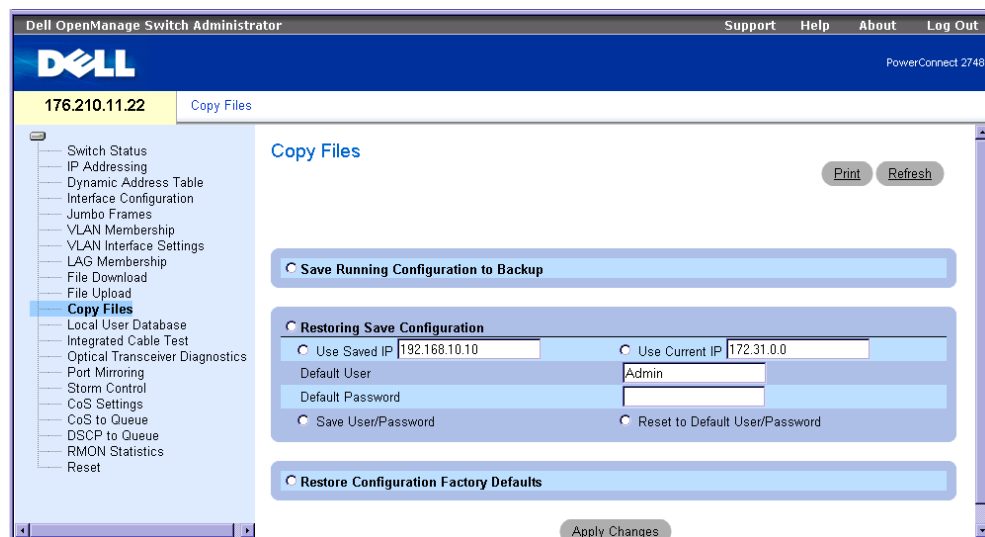 Dell OpenManage Switch Administrator
Support Help About Log Out
DELL
PowerConnect 2748
176.210.11.22
Copy Files
Switch Status
IP Addressing
Dynamic Address Table
Interface Configuration
Jumbo Frames
VLAN Membership
VLAN Interface Settings
LAG Membership
File Download
File Upload
Copy Files
Local User Database
Integrated Cable Test
Optical Transceiver Diagnostics
Port Mirroring
Storm Control
CoS Settings
CoS to Queue
DSCP to Queue
RMON Statistics
Reset
Copy Files
Print Refresh
Save Running Configuration to Backup
Restoring Save Configuration
Use Saved IP 192.168.10.10 Use Current IP 172.31.0.0
Default User Admin
Default Password
Save User/Password Reset to Default User/Password
Restore Configuration Factory Defaults
Apply Changes